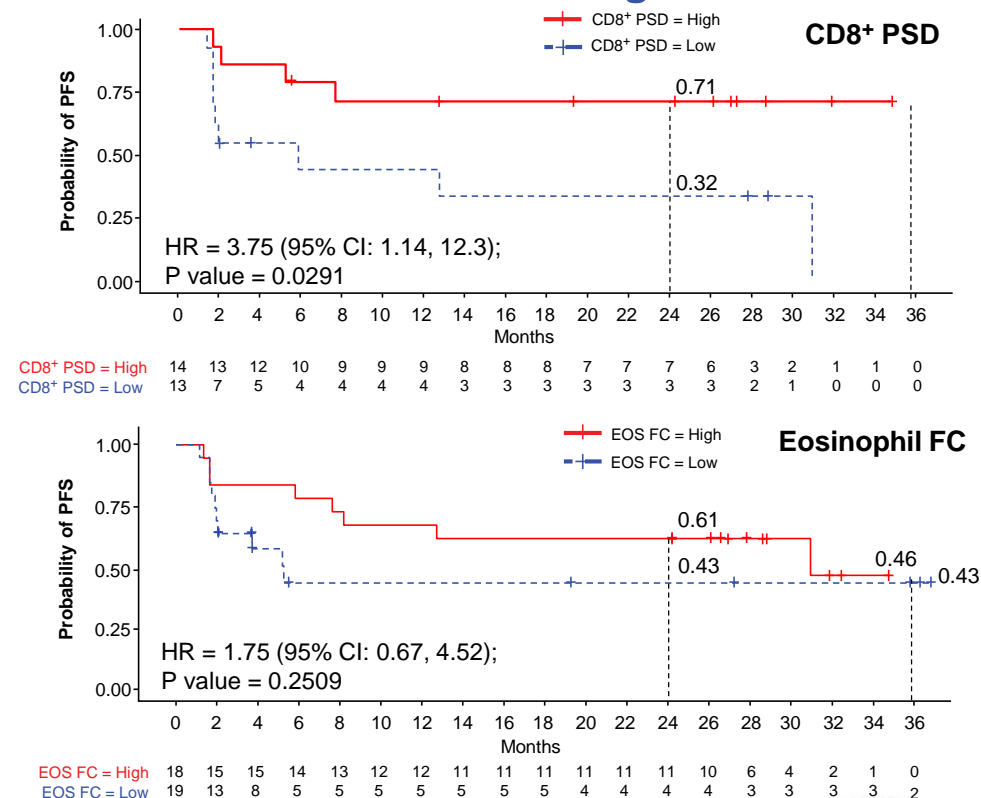 CD8+ PSD = High
CD8+ PSD = Low
CD8+ PSD
1.00
0.75
0.50
0.25
0.00
Probability of PFS
0.71
0.32
HR = 3.75 (95% CI: 1.14, 12.3);
P value = 0.0291
0 2 4 6 8 10 12 14 16 18 20 22 24 26 28 30 32 34 36
Months
CD8+ PSD = High 14 13 12 10 9 9 9 8 8 8 7 7 7 6 3 2 1 1 0
CD8+ PSD = Low 13 7 5 4 4 4 4 3 3 3 3 3 3 3 2 1 0 0 0
EOS FC = High
EOS FC = Low
Eosinophil FC
1.00
0.75
0.50
0.25
0.00
Probability of PFS
0.61
0.43
0.46
0.43
HR = 1.75 (95% CI: 0.67, 4.52);
P value = 0.2509
0 2 4 6 8 10 12 14 16 18 20 22 24 26 28 30 32 34 36
Months
EOS FC = High 18 15 15 14 13 12 12 11 11 11 11 11 11 10 6 4 2 1 0
EOS FC = Low 19 13 8 5 5 5 5 5 5 5 4 4 4 4 3 3 3 3 2